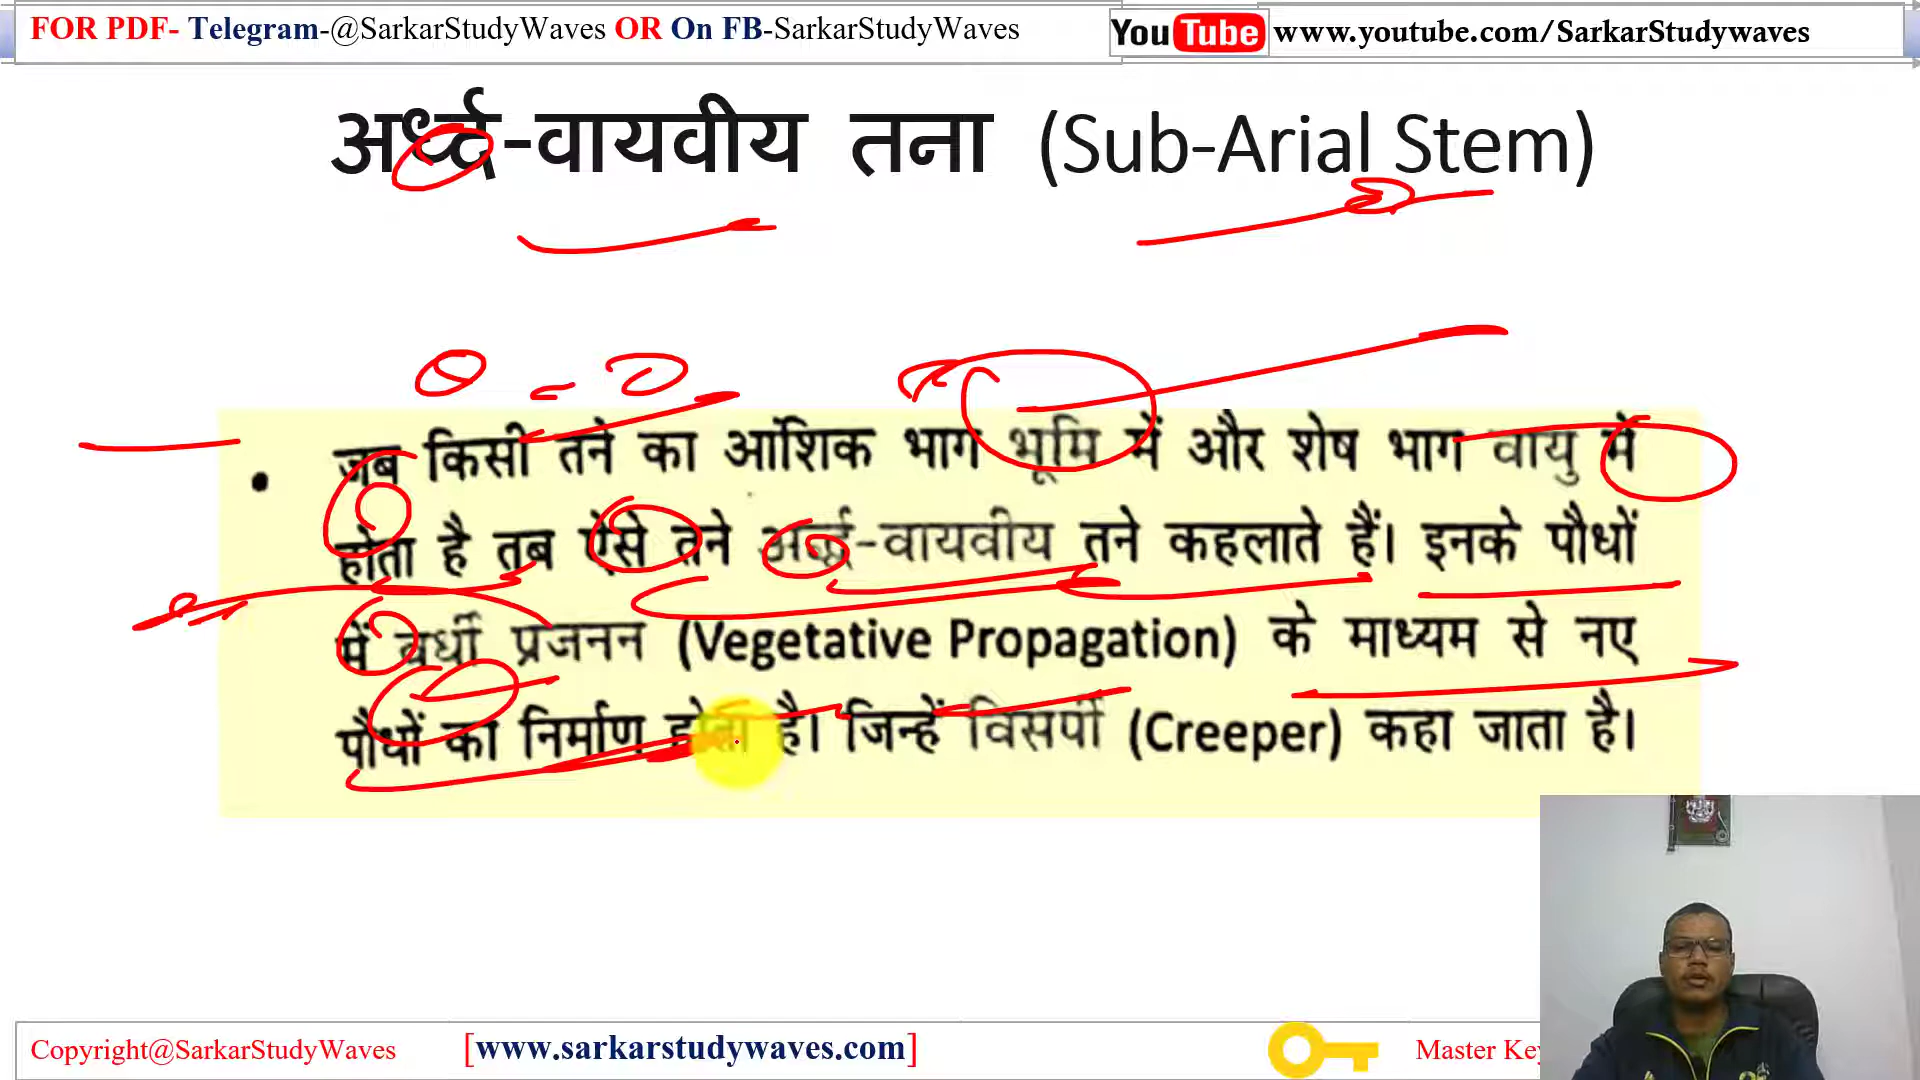 FOR PDF- Telegram-@SarkarStudyWaves OR On FB-SarkarStudyWaves
YouTube www.youtube.com/SarkarStudywaves
अर्ध्द-वायवीय तना (Sub-Arial Stem)
• जब किसी तने का आंशिक भाग भूमि में और शेष भाग वायु में
होता है तब ऐसे तने अर्द्ध-वायवीय तने कहलाते हैं। इनके पौधों
में वर्धी प्रजनन (Vegetative Propagation) के माध्यम से नए
पौधों का निर्माण होता है। जिन्हें विसर्पी (Creeper) कहा जाता है।
Copyright@SarkarStudyWaves [www.sarkarstudywaves.com] Master Key